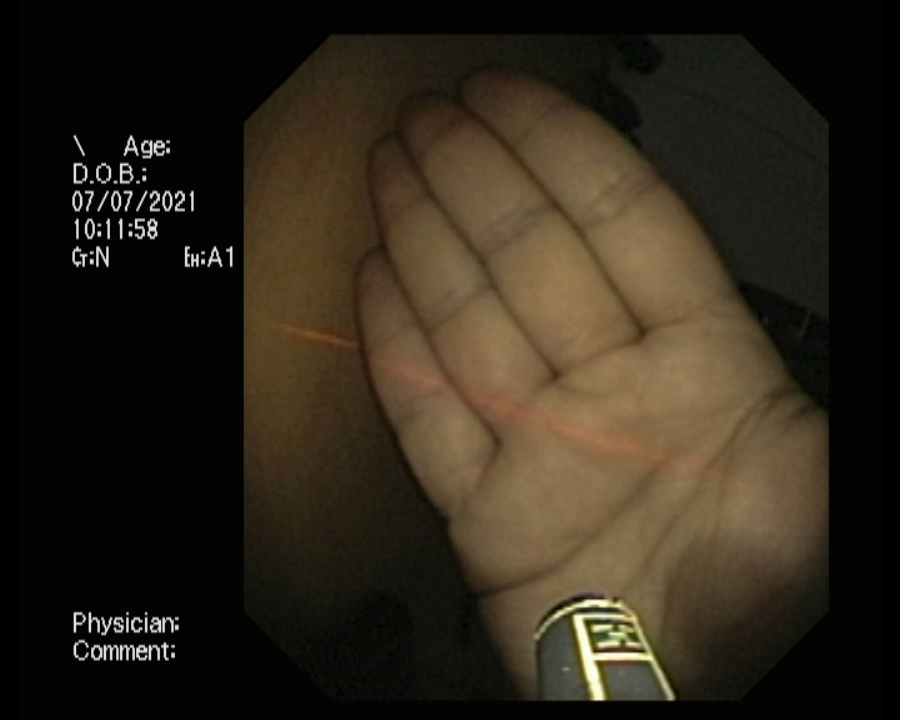 \ Age:
D.O.B.:
07/07/2021
10:11:58
Cr:N Eh:A1
Physician:
Comment: